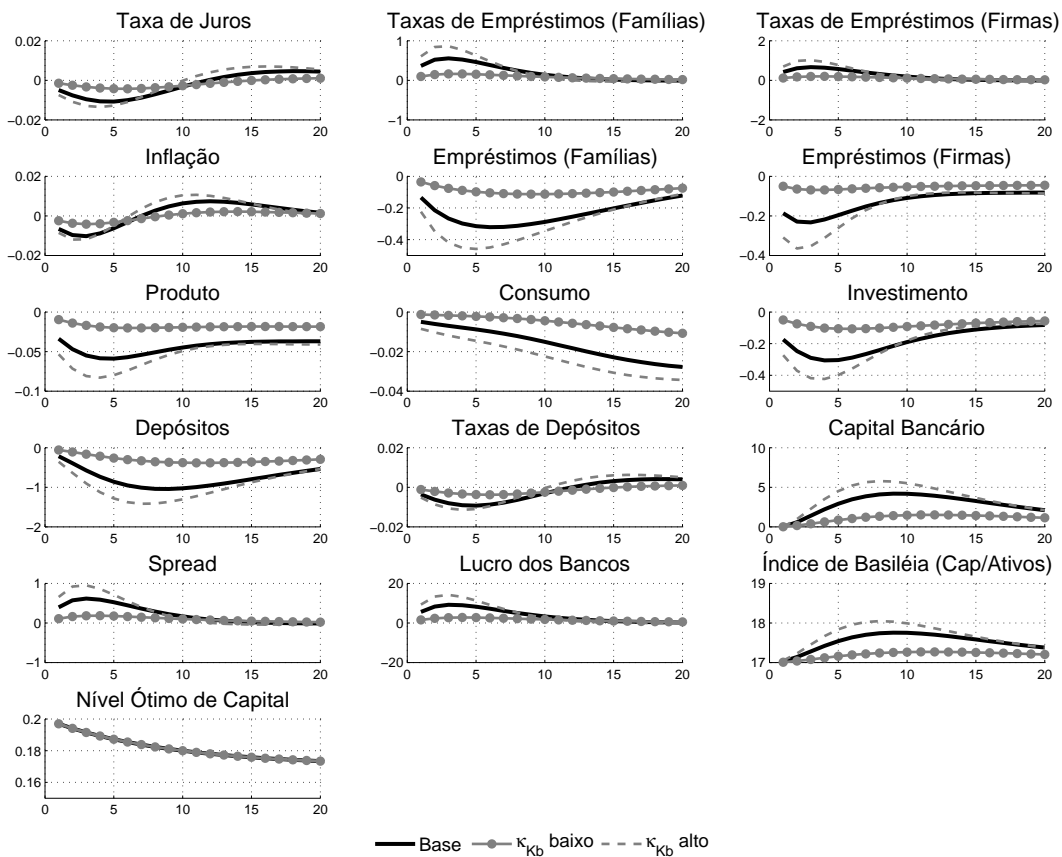 Taxa de Juros
0.02
0
−0.02
0 5 10 15 20
Taxas de Empréstimos (Famílias)
1
0
−1
0 5 10 15 20
Taxas de Empréstimos (Firmas)
2
0
−2
0 5 10 15 20
Inflação
0.02
0
−0.02
0 5 10 15 20
Empréstimos (Famílias)
0
−0.2
−0.4
0 5 10 15 20
Empréstimos (Firmas)
0
−0.2
−0.4
0 5 10 15 20
Produto
0
−0.05
−0.1
0 5 10 15 20
Consumo
0
−0.02
−0.04
0 5 10 15 20
Investimento
0
−0.2
−0.4
0 5 10 15 20
Depósitos
0
−1
−2
0 5 10 15 20
Taxas de Depósitos
0.02
0
−0.02
0 5 10 15 20
Capital Bancário
10
5
0
0 5 10 15 20
Spread
1
0
−1
0 5 10 15 20
Lucro dos Bancos
20
0
−20
0 5 10 15 20
Índice de Basiléia (Cap/Ativos)
19
18
17
0 5 10 15 20
Nível Ótimo de Capital
0.2
0.18
0.16
0 5 10 15 20
Base κKb baixo κKb alto